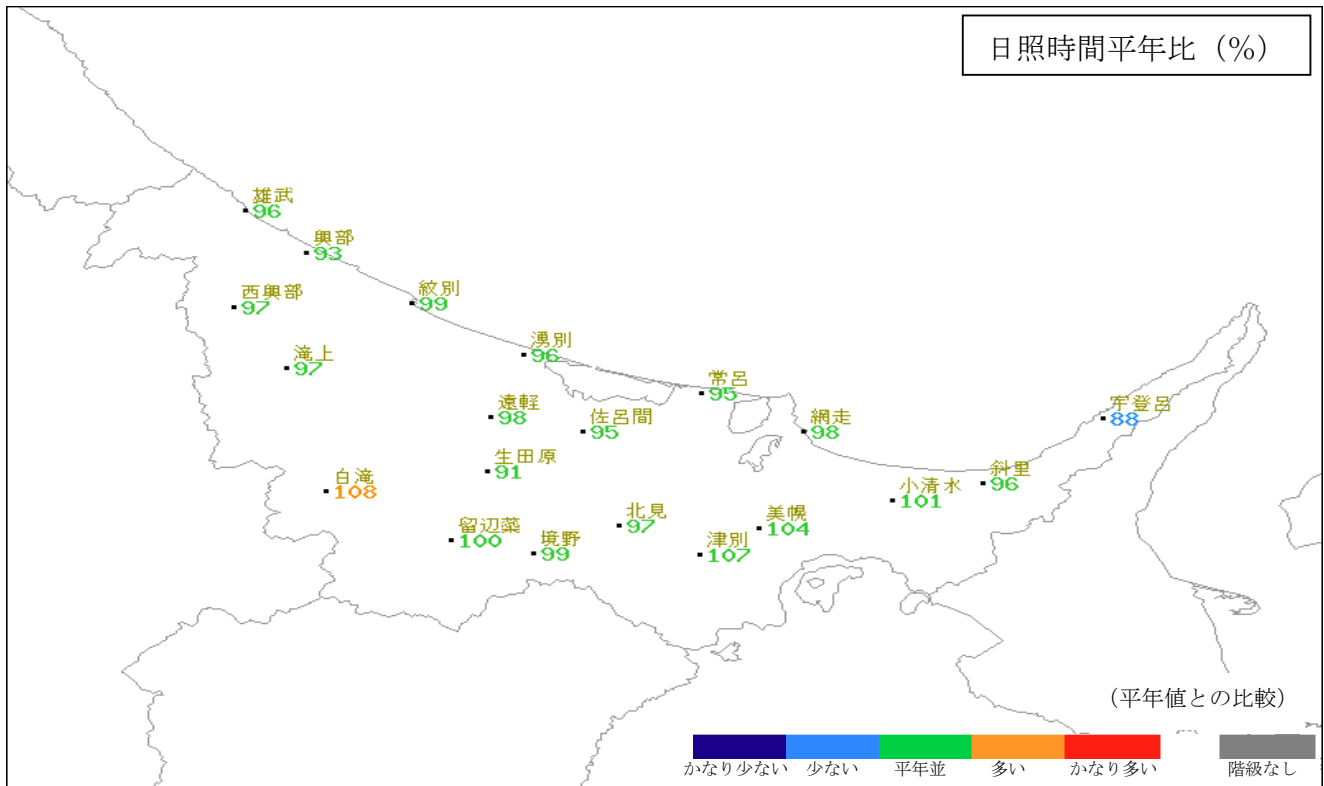 日照時間平年比(%)
雄武
96
興部
93
西興部
97
紋別
99
滝上
97
湧別
96
常呂
95
遠軽
98
佐呂間
95
網走
98
宇登呂
88
生田原
91
白滝
108
斜里
96
小清水
101
北見
97
美幌
104
留辺蘂
100
境野
99
津別
107
(平年値との比較)
かなり少ない 少ない 平年並 多い かなり多い 階級なし